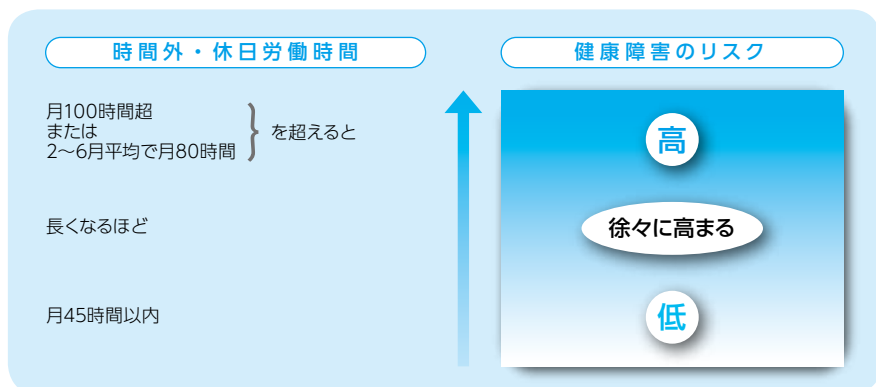 時間外・休日労働時間
健康障害のリスク
月100時間超
または
2〜6月平均で月80時間
を超えると
高
長くなるほど
徐々に高まる
月45時間以内
低